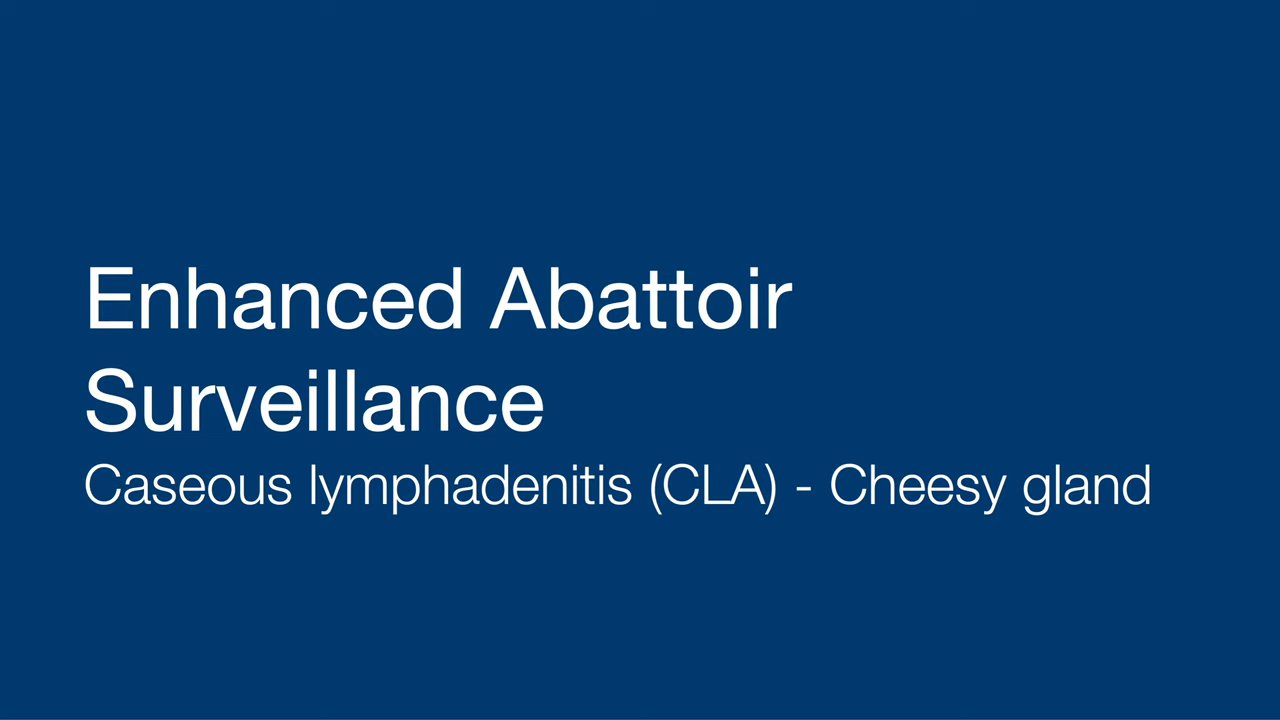 Enhanced Abattoir
Surveillance
Caseous lymphadenitis (CLA) - Cheesy gland